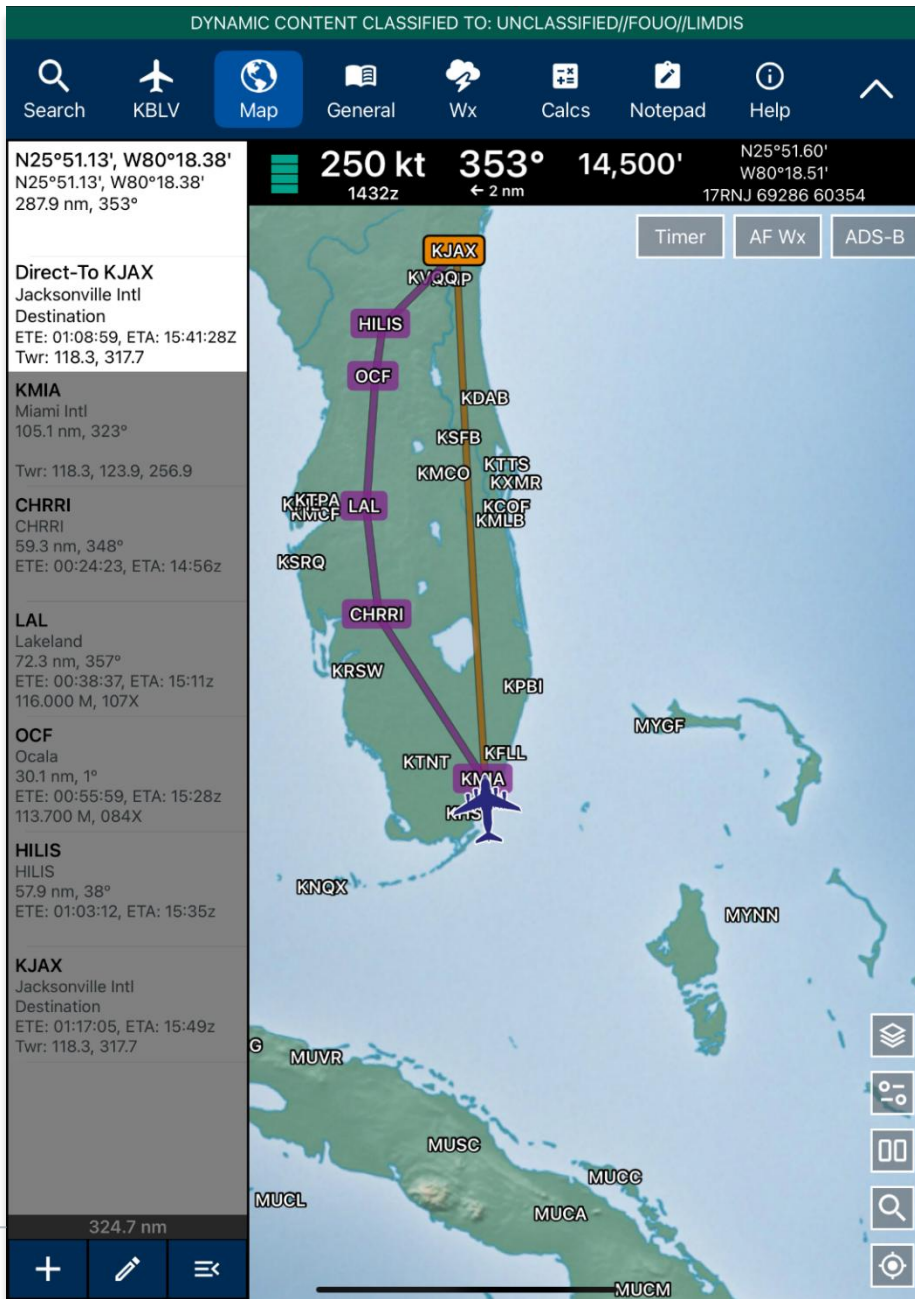 DYNAMIC CONTENT CLASSIFIED TO: UNCLASSIFIED//FOUO//LIMDIS
Search KBLV Map General Wx Calcs Notepad Help
N25°51.13', W80°18.38'
N25°51.13', W80°18.38'
287.9 nm, 353°
Direct-To KJAX
Jacksonville Intl
Destination
ETE: 01:08:59, ETA: 15:41:28Z
Twr: 118.3, 317.7
KMIA
Miami Intl
105.1 nm, 323°
Twr: 118.3, 123.9, 256.9
CHRRI
CHRRI
59.3 nm, 348°
ETE: 00:24:23, ETA: 14:56z
LAL
Lakeland
72.3 nm, 357°
ETE: 00:38:37, ETA: 15:11z
116.000 M, 107X
OCF
Ocala
30.1 nm, 1°
ETE: 00:55:59, ETA: 15:28z
113.700 M, 084X
HILIS
HILIS
57.9 nm, 38°
ETE: 01:03:12, ETA: 15:35z
KJAX
Jacksonville Intl
Destination
ETE: 01:17:05, ETA: 15:49z
Twr: 118.3, 317.7
324.7 nm
250 kt
1432z
353°
← 2 nm
14,500'
N25°51.60'
W80°18.51'
17RNJ 69286 60354
Timer AF Wx ADS-B
KJAX
KVQQ
HILIS
OCF
KDAB
KSFB
KMCO
KTTS
KXMR
KTPA
LAL
KMCF
KCOF
KMLB
KSRQ
CHRRI
KRSW
KPBI
MYGF
KTNT
KFLL
KMIA
KNQX
MYNN
MUVR
MUSC
MUCC
MUCL
MUCA
MUCM